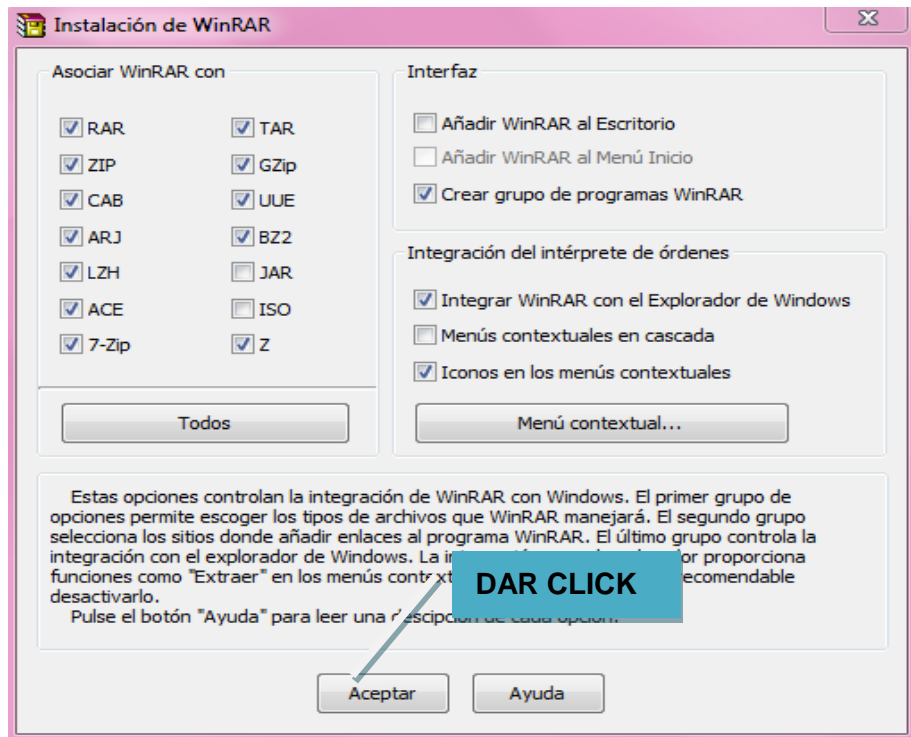 Instalación de WinRAR
Asociar WinRAR con
RAR
TAR
ZIP
GZip
CAB
UUE
ARJ
BZ2
LZH
JAR
ACE
ISO
7-Zip
Z
Todos
Interfaz
Añadir WinRAR al Escritorio
Añadir WinRAR al Menú Inicio
Crear grupo de programas WinRAR
Integración del intérprete de órdenes
Integrar WinRAR con el Explorador de Windows
Menús contextuales en cascada
Iconos en los menús contextuales
Menú contextual...
Estas opciones controlan la integración de WinRAR con Windows. El primer grupo de
opciones permite escoger los tipos de archivos que WinRAR manejará. El segundo grupo
selecciona los sitios donde añadir enlaces al programa WinRAR. El último grupo controla la
integración con el explorador de Windows. La proporciona
funciones como "Extraer" en los menús
desactivarlo.
Pulse el botón "Ayuda" para leer una descipción de cada opción.
DAR CLICK
Aceptar
Ayuda